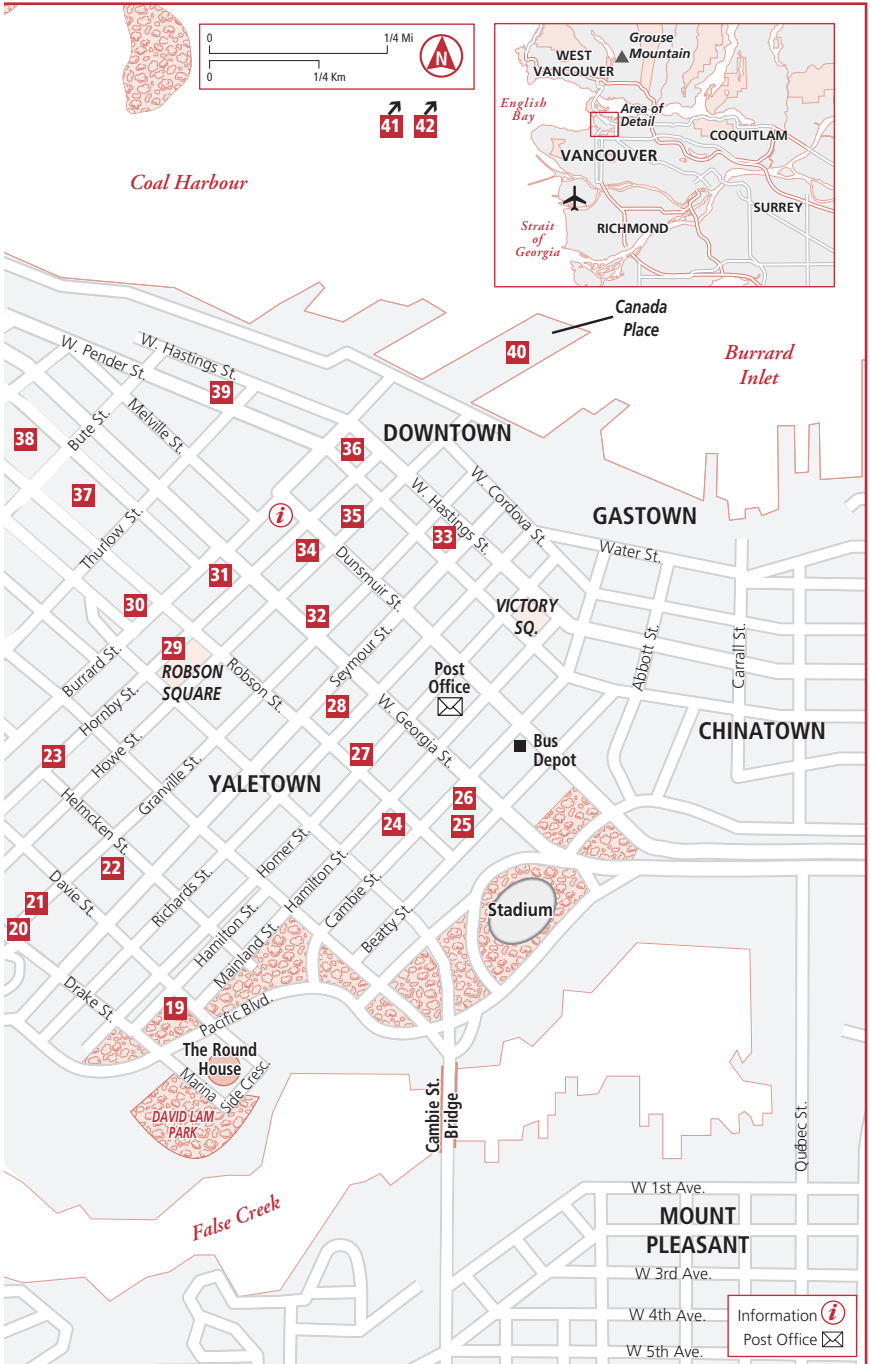 0
1/4 Mi
0
1/4 Km
N
41
42
Coal Harbour
Grouse
Mountain
WEST
VANCOUVER
English
Bay
Area of
Detail
COQUITLAM
VANCOUVER
SURREY
RICHMOND
Strait
of
Georgia
Canada
Place
40
Burrard
Inlet
W. Pender St.
W. Hastings St.
39
38
Bute St.
Melville St.
36
DOWNTOWN
37
W. Cordova St.
W. Hastings St.
35
i
33
GASTOWN
Water St.
Thurlow St.
34
Dunsmuir St.
31
30
32
VICTORY
SQ.
29
ROBSON
SQUARE
Burrard St.
Robson St.
Seymour St.
Abbott St.
Carrall St.
Post
Office
Hornby St.
28
W. Georgia St.
CHINATOWN
23
Howe St.
27
Bus
Depot
Granville St.
YALETOWN
26
Helmcken St.
24
25
22
Homer St.
Hamilton St.
21
Davie St.
Richards St.
Cambie St.
20
Hamilton St.
Beatty St.
Stadium
Mainland St.
Drake St.
19
Pacific Blvd.
The Round
House
Marina
Side Cresc.
DAVID LAM
PARK
Cambie St.
Bridge
Québec St.
False Creek
W 1st Ave.
MOUNT
PLEASANT
W 3rd Ave.
W 4th Ave.
W 5th Ave.
Information i
Post Office